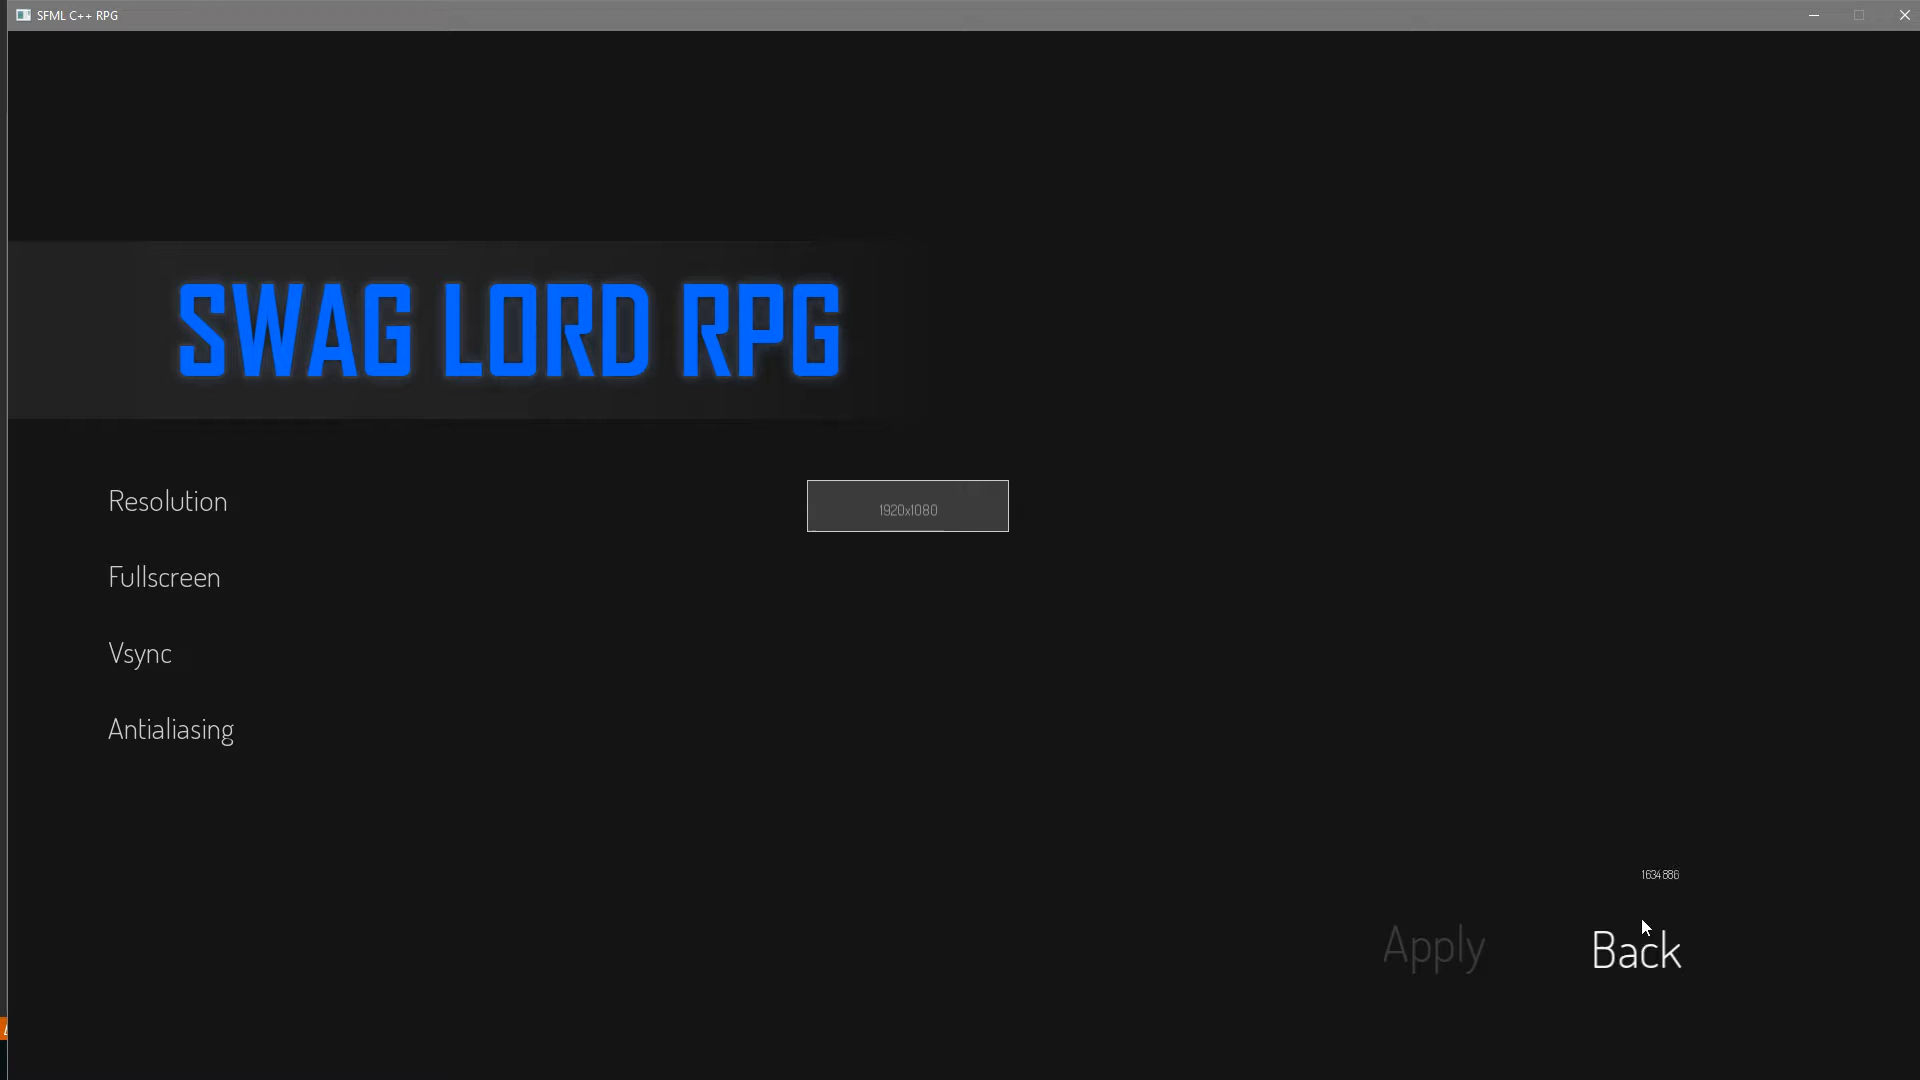 SFML C++ RPG
SWAG LORD RPG
Resolution
1920x1080
Fullscreen
Vsync
Antialiasing
1634 886
Apply
Back